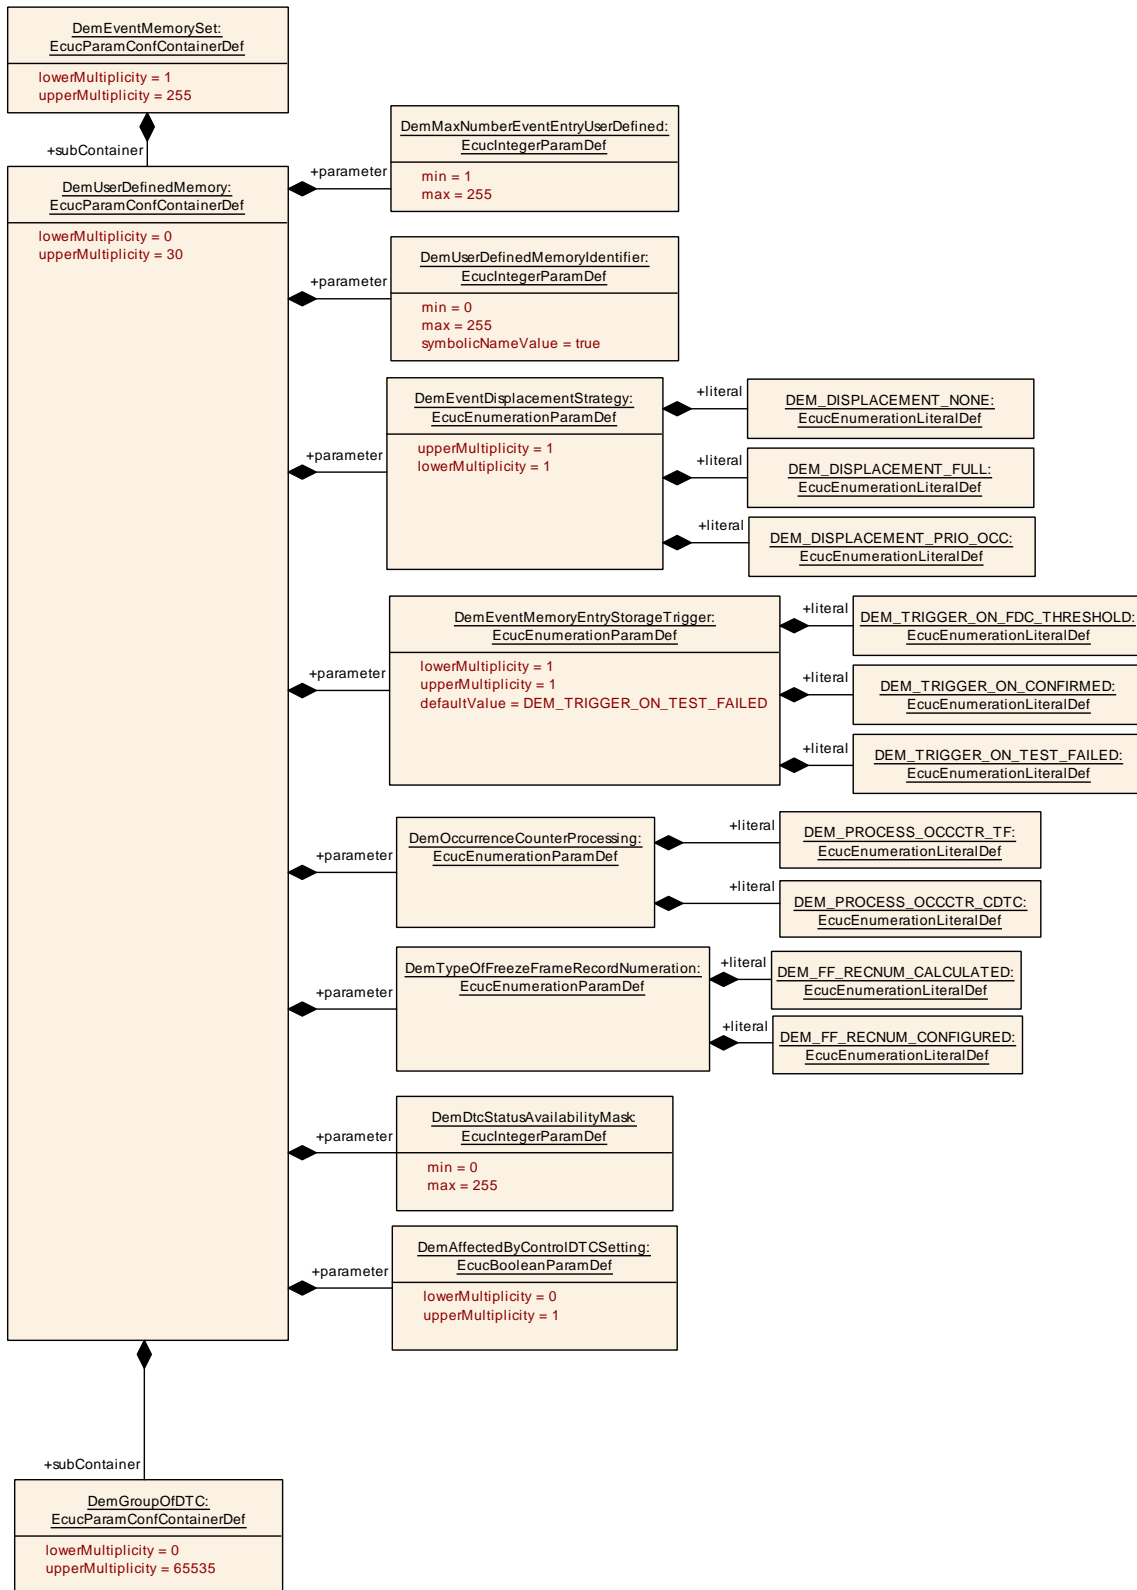 DemEventMemorySet:
EcucParamConfContainerDef
lowerMultiplicity = 1
upperMultiplicity = 255
+subContainer
DemUserDefinedMemory:
EcucParamConfContainerDef
lowerMultiplicity = 0
upperMultiplicity = 30
+parameter
DemMaxNumberEventEntryUserDefined:
EcucIntegerParamDef
min = 1
max = 255
+parameter
DemUserDefinedMemoryIdentifier:
EcucIntegerParamDef
min = 0
max = 255
symbolicNameValue = true
+parameter
DemEventDisplacementStrategy:
EcucEnumerationParamDef
upperMultiplicity = 1
lowerMultiplicity = 1
+literal
DEM_DISPLACEMENT_NONE:
EcucEnumerationLiteralDef
+literal
DEM_DISPLACEMENT_FULL:
EcucEnumerationLiteralDef
+literal
DEM_DISPLACEMENT_PRIO_OCC:
EcucEnumerationLiteralDef
+parameter
DemEventMemoryEntryStorageTrigger:
EcucEnumerationParamDef
lowerMultiplicity = 1
upperMultiplicity = 1
defaultValue = DEM_TRIGGER_ON_TEST_FAILED
+literal
DEM_TRIGGER_ON_FDC_THRESHOLD:
EcucEnumerationLiteralDef
+literal
DEM_TRIGGER_ON_CONFIRMED:
EcucEnumerationLiteralDef
+literal
DEM_TRIGGER_ON_TEST_FAILED:
EcucEnumerationLiteralDef
+parameter
DemOccurrenceCounterProcessing:
EcucEnumerationParamDef
+literal
DEM_PROCESS_OCCCTR_TF:
EcucEnumerationLiteralDef
+literal
DEM_PROCESS_OCCCTR_CDTC:
EcucEnumerationLiteralDef
+parameter
DemTypeOfFreezeFrameRecordNumeration:
EcucEnumerationParamDef
+literal
DEM_FF_RECNUM_CALCULATED:
EcucEnumerationLiteralDef
+literal
DEM_FF_RECNUM_CONFIGURED:
EcucEnumerationLiteralDef
+parameter
DemDtcStatusAvailabilityMask:
EcucIntegerParamDef
min = 0
max = 255
+parameter
DemAffectedByControlDTCSetting:
EcucBooleanParamDef
lowerMultiplicity = 0
upperMultiplicity = 1
+subContainer
DemGroupOfDTC:
EcucParamConfContainerDef
lowerMultiplicity = 0
upperMultiplicity = 65535